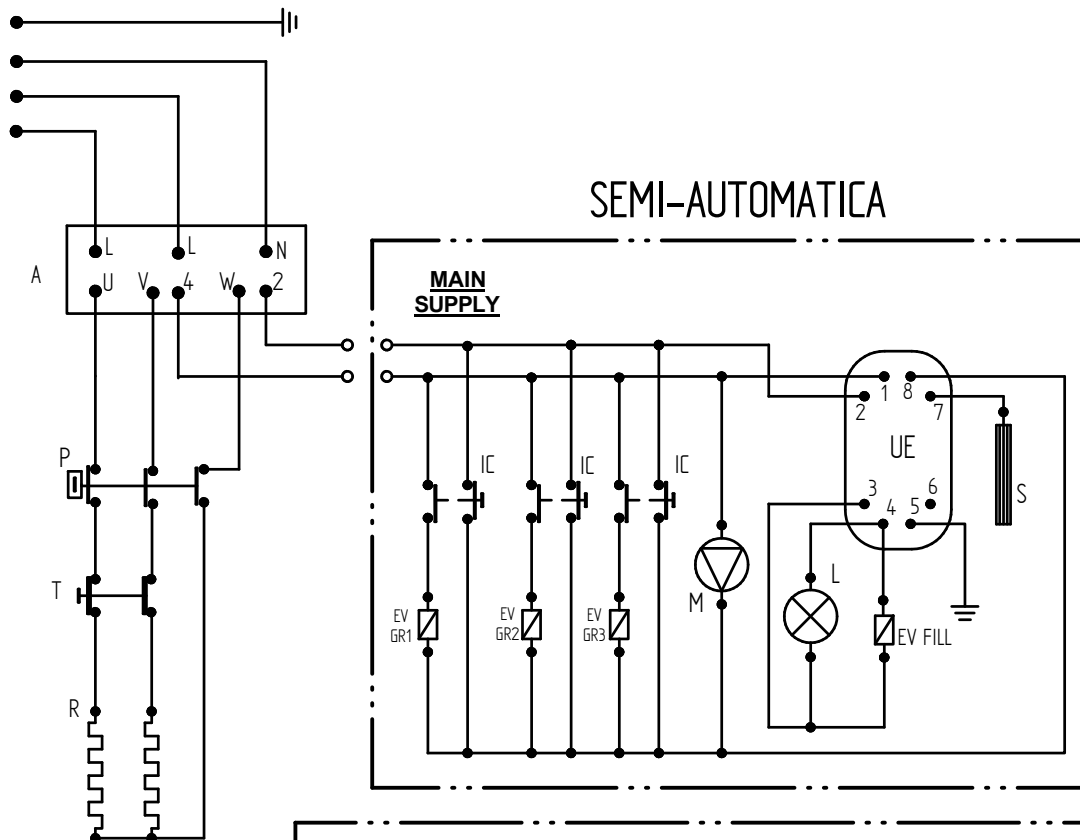 SEMI-AUTOMATICA
A
L L N
U V 4 W 2
MAIN
SUPPLY
1 8
2 7
UE
P
IC IC IC
3 6
4 5
S
T
L
M
EV
GR1
EV
GR2
EV
GR3
EV FILL
R